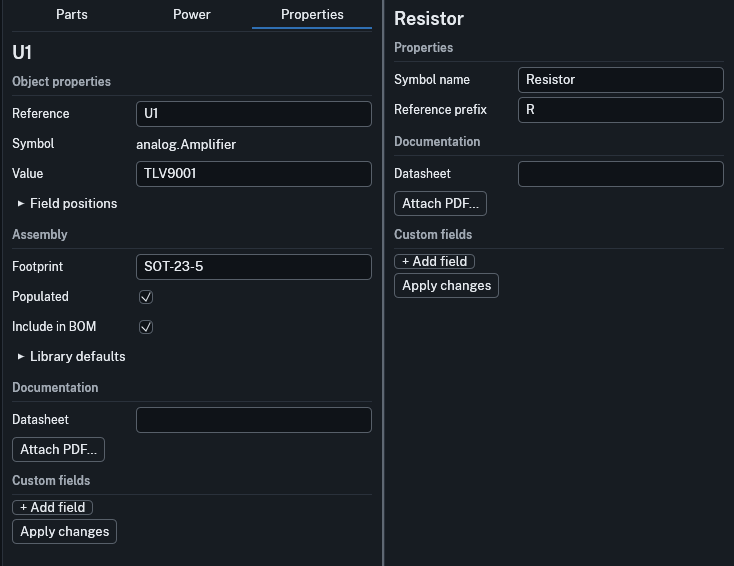 Parts Power Properties
U1
Object properties
Reference U1
Symbol analog.Amplifier
Value TLV9001
▸ Field positions
Assembly
Footprint SOT-23-5
Populated
Include in BOM
▸ Library defaults
Documentation
Datasheet
Attach PDF...
Custom fields
+ Add field
Apply changes
Resistor
Properties
Symbol name Resistor
Reference prefix R
Documentation
Datasheet
Attach PDF...
Custom fields
+ Add field
Apply changes